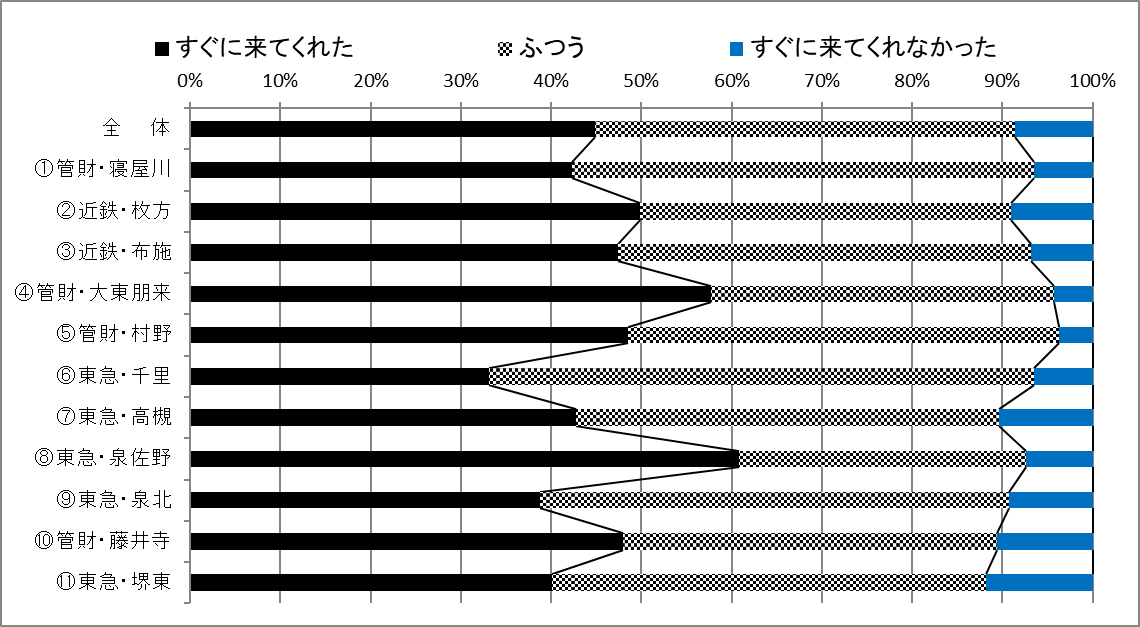 すぐに来てくれた ふつう すぐに来てくれなかった
0% 10% 20% 30% 40% 50% 60% 70% 80% 90% 100%
全 体
①管財・寝屋川
②近鉄・枚方
③近鉄・布施
④管財・大東朋来
⑤管財・村野
⑥東急・千里
⑦東急・高槻
⑧東急・泉佐野
⑨東急・泉北
⑩管財・藤井寺
⑪東急・堺東